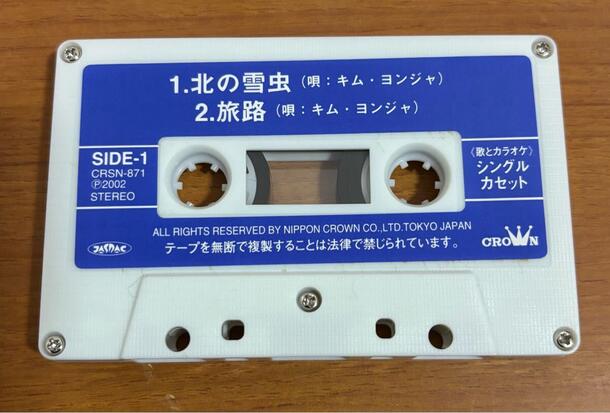 1.北の雪虫(唄：キム・ヨンジャ)
2.旅路(唄：キム・ヨンジャ)
SIDE-1
CRSN-871
Ⓟ2002
STEREO
《歌とカラオケ》
シングル
カセット
ALL RIGHTS RESERVED BY NIPPON CROWN CO.,LTD.TOKYO JAPAN
テープを無断で複製することは法律で禁じられています。
JASRAC
CROWN